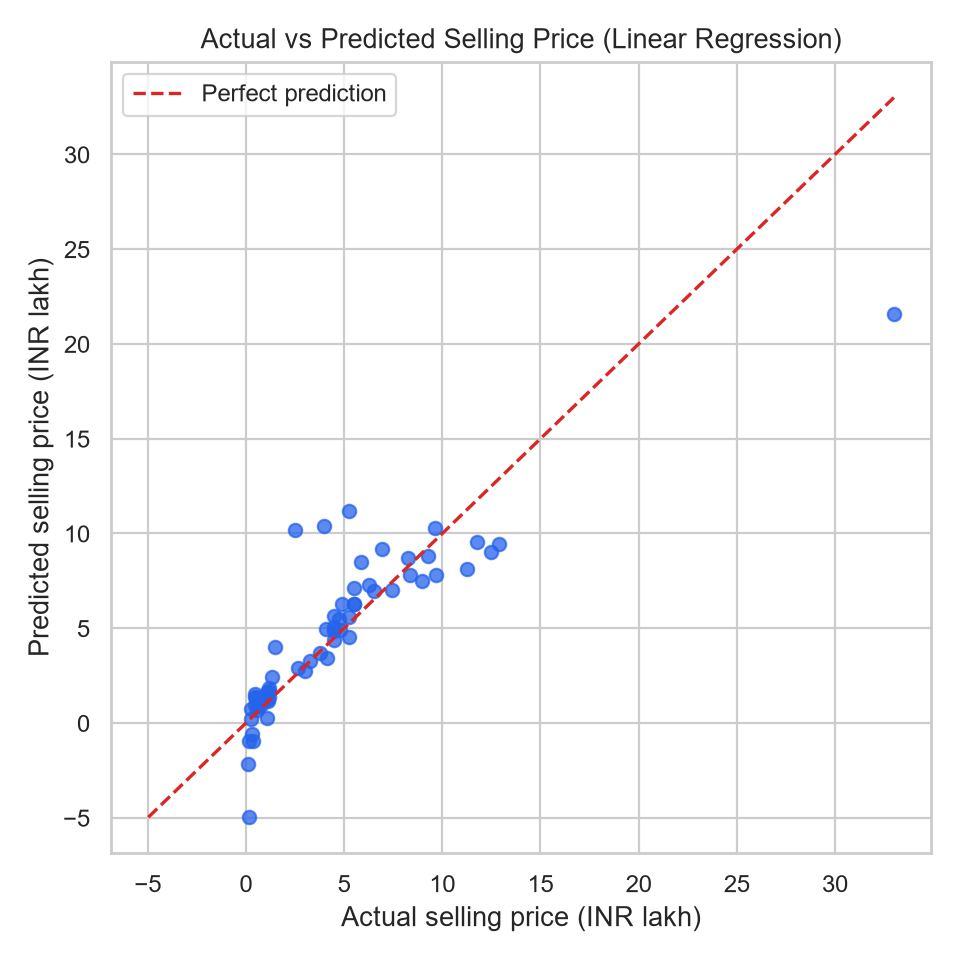 Actual vs Predicted Selling Price (Linear Regression)
Perfect prediction
30
25
20
15
10
5
0
−5
Predicted selling price (INR lakh)
−5 0 5 10 15 20 25 30
Actual selling price (INR lakh)